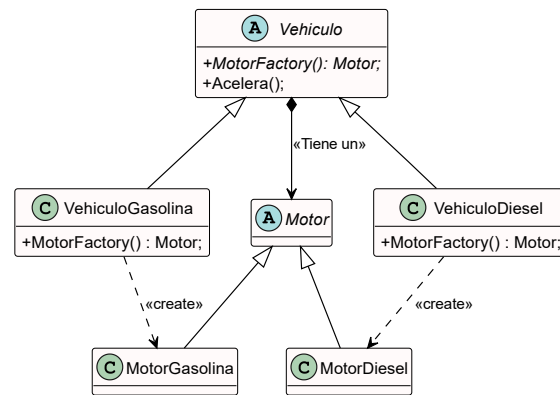 A Vehiculo
+MotorFactory(): Motor;
+Acelera();
«Tiene un»
C VehiculoGasolina
+MotorFactory() : Motor;
A Motor
C VehiculoDiesel
+MotorFactory() : Motor;
«create»
«create»
C MotorGasolina
C MotorDiesel